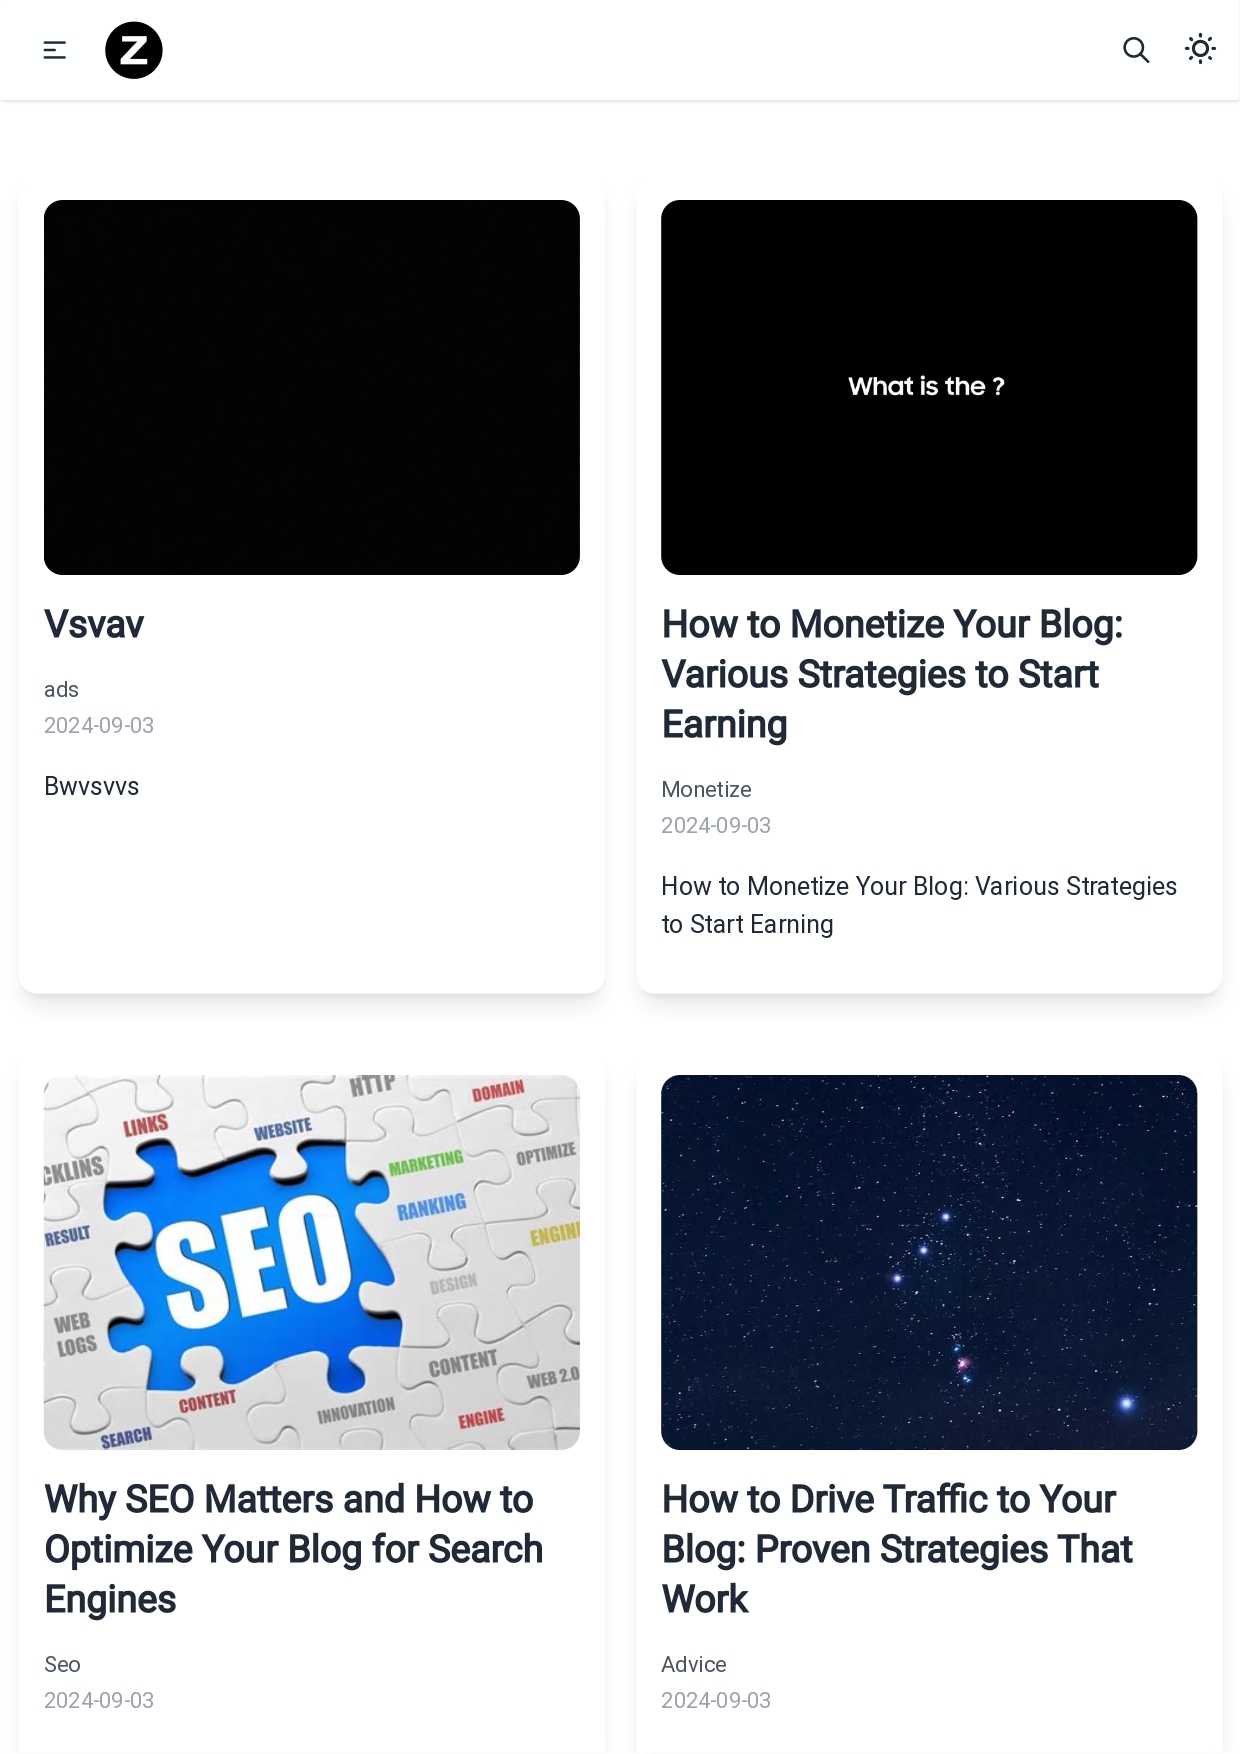 Z
Vsvav
ads
2024-09-03
Bwvsvvs
What is the ?
How to Monetize Your Blog:
Various Strategies to Start
Earning
Monetize
2024-09-03
How to Monetize Your Blog: Various Strategies
to Start Earning
HTTP
DOMAIN
LINKS
WEBSITE
CKLINS
MARKETING
OPTIMIZE
RESULT
RANKING
ENGIN
SEO
DESIGN
WEB
LOGS
CONTENT
WEB 2.0
CONTENT
INNOVATION
ENGINE
SEARCH
Why SEO Matters and How to
Optimize Your Blog for Search
Engines
Seo
2024-09-03
How to Drive Traffic to Your
Blog: Proven Strategies That
Work
Advice
2024-09-03